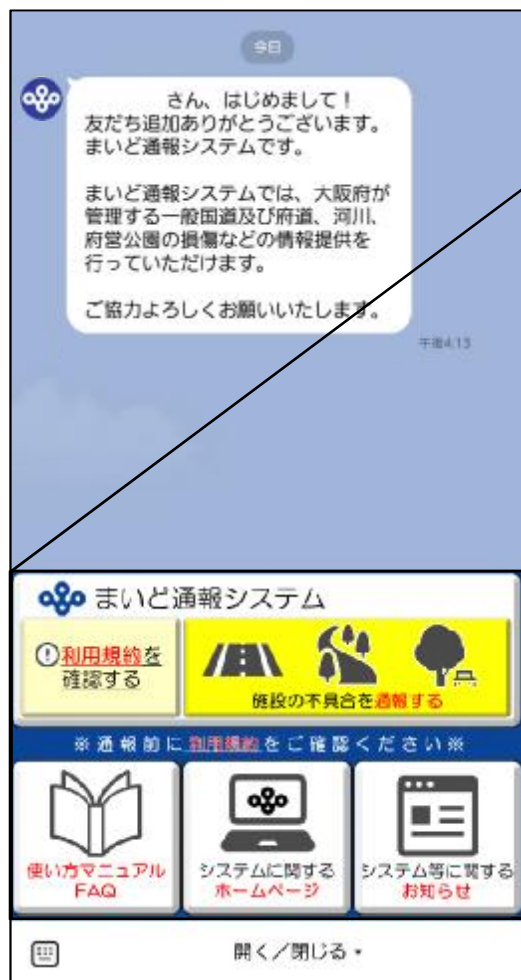 今日
さん、はじめまして！
友だち追加ありがとうございます。
まいど通報システムです。
まいど通報システムでは、大阪府が
管理する一般国道及び府道、河川、
府営公園の損傷などの情報提供を
行っていただけます。
ご協力よろしくお願いいたします。
午後4:13
まいど通報システム
利用規約を
確認する
施設の不具合を通報する
※通報前に利用規約をご確認ください※
使い方マニュアル
FAQ
システムに関する
ホームページ
システム等に関する
お知らせ
開く／閉じる